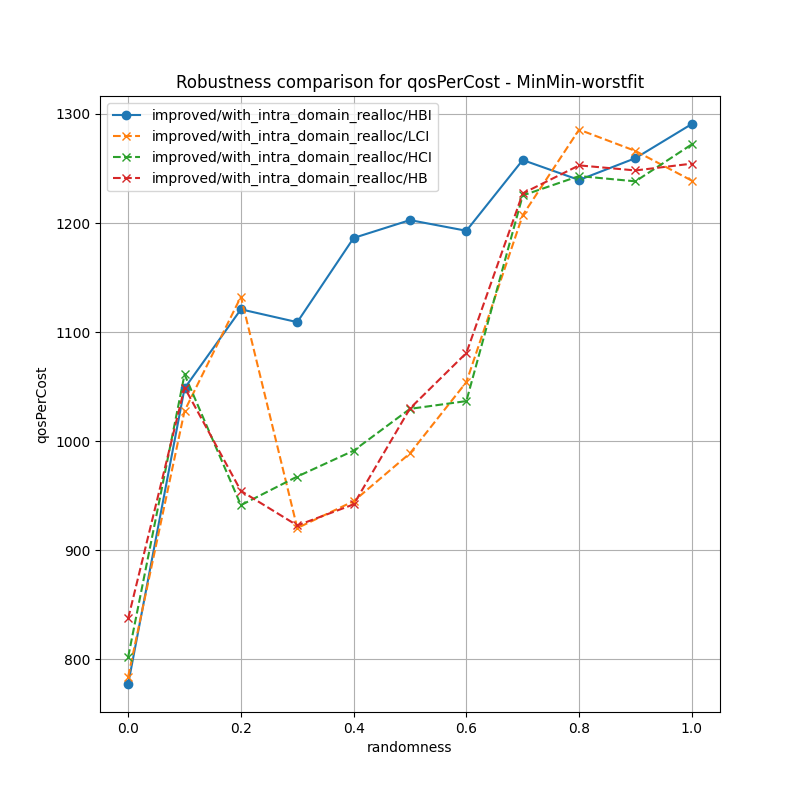 Robustness comparison for qosPerCost - MinMin-worstfit
improved/with_intra_domain_realloc/HBI
improved/with_intra_domain_realloc/LCI
improved/with_intra_domain_realloc/HCI
improved/with_intra_domain_realloc/HB
1300
1200
1100
1000
900
800
qosPerCost
0.0 0.2 0.4 0.6 0.8 1.0
randomness